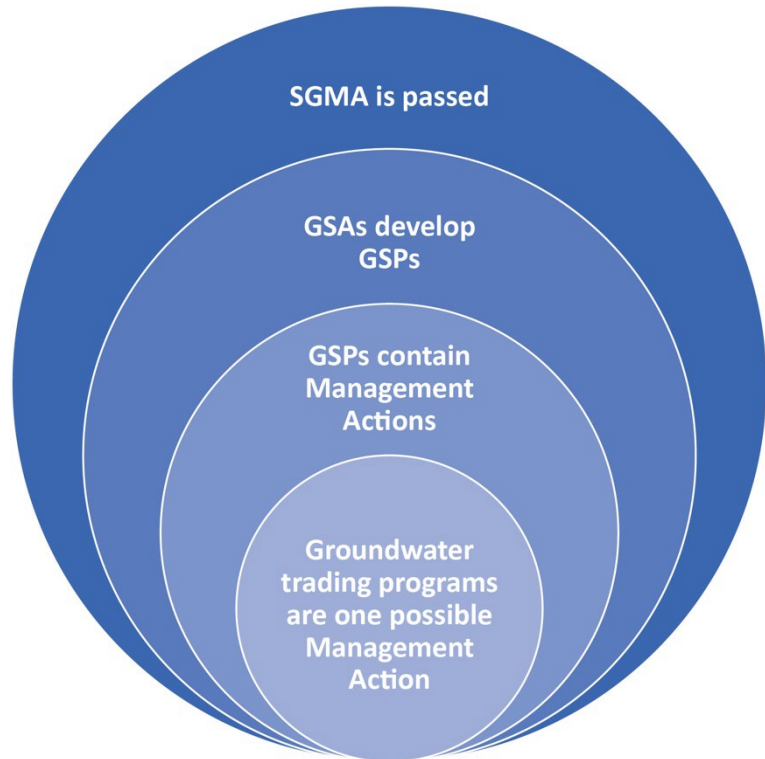 SGMA is passed
GSAs develop
GSPs
GSPs contain
Management
Actions
Groundwater
trading programs
are one possible
Management
Action